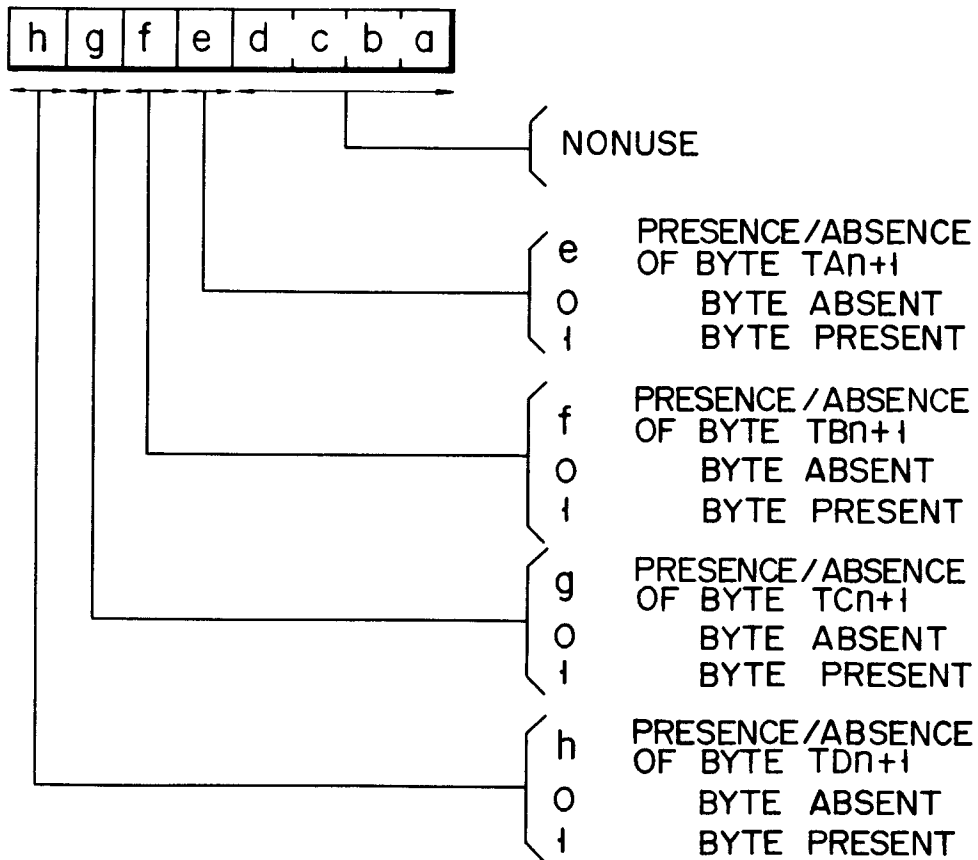 h g f e d c b a
NONUSE
e PRESENCE/ABSENCE
OF BYTE TAn+1
0 BYTE ABSENT
1 BYTE PRESENT
f PRESENCE/ABSENCE
OF BYTE TBn+1
0 BYTE ABSENT
1 BYTE PRESENT
g PRESENCE/ABSENCE
OF BYTE TCn+1
0 BYTE ABSENT
1 BYTE PRESENT
h PRESENCE/ABSENCE
OF BYTE TDn+1
0 BYTE ABSENT
1 BYTE PRESENT